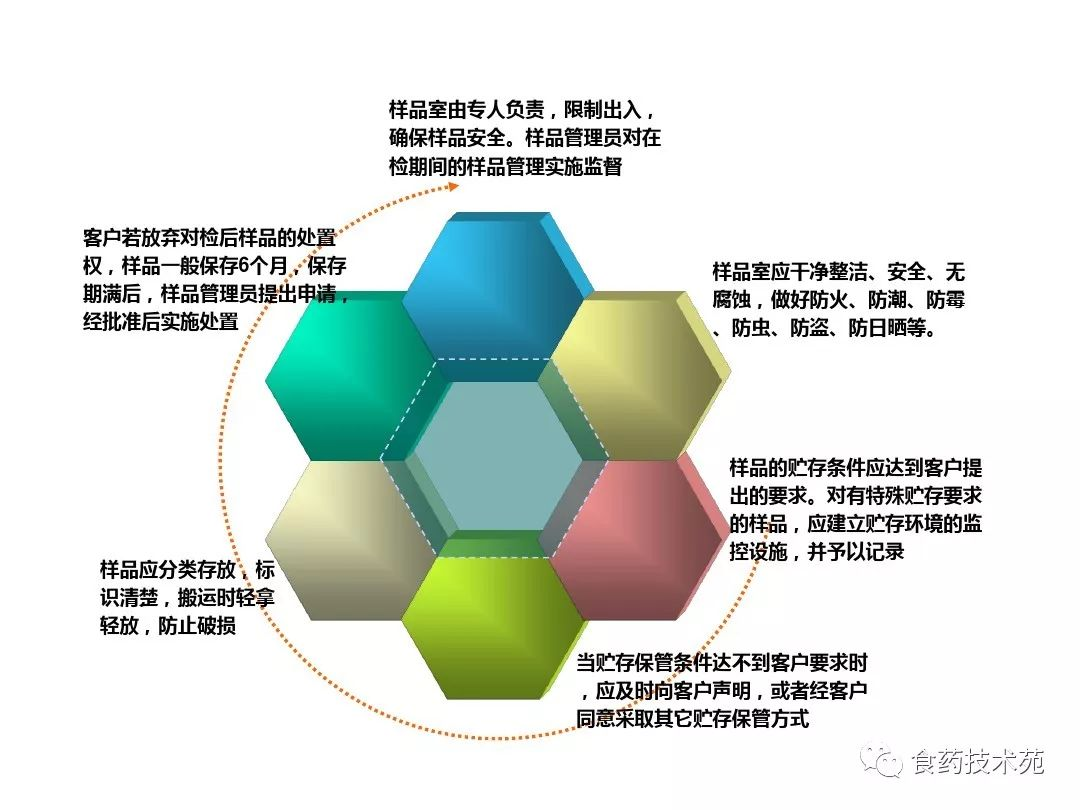 样品室由专人负责，限制出入，
确保样品安全。样品管理员对在
检期间的样品管理实施监督
客户若放弃对检后样品的处置
权，样品一般保存6个月，保存
期满后，样品管理员提出申请，
经批准后实施处置
样品室应干净整洁、安全、无
腐蚀，做好防火、防潮、防霉
、防虫、防盗、防日晒等。
样品的贮存条件应达到客户提
出的要求。对有特殊贮存要求
的样品，应建立贮存环境的监
控设施，并予以记录
样品应分类存放，标
识清楚，搬运时轻拿
轻放，防止破损
当贮存保管条件达不到客户要求时
，应及时向客户声明，或者经客户
同意采取其它贮存保管方式
食药技术苑